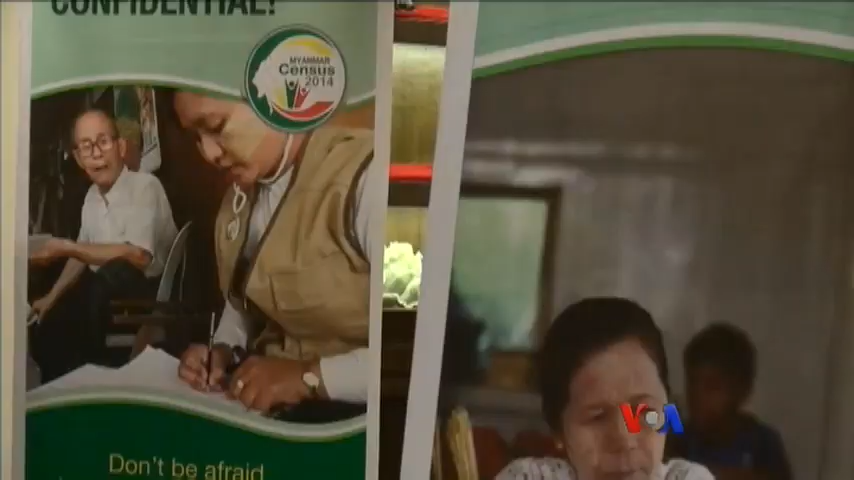 CONFIDENTIAL!
MYANMAR
Census
2014
Don't be afraid
VOA